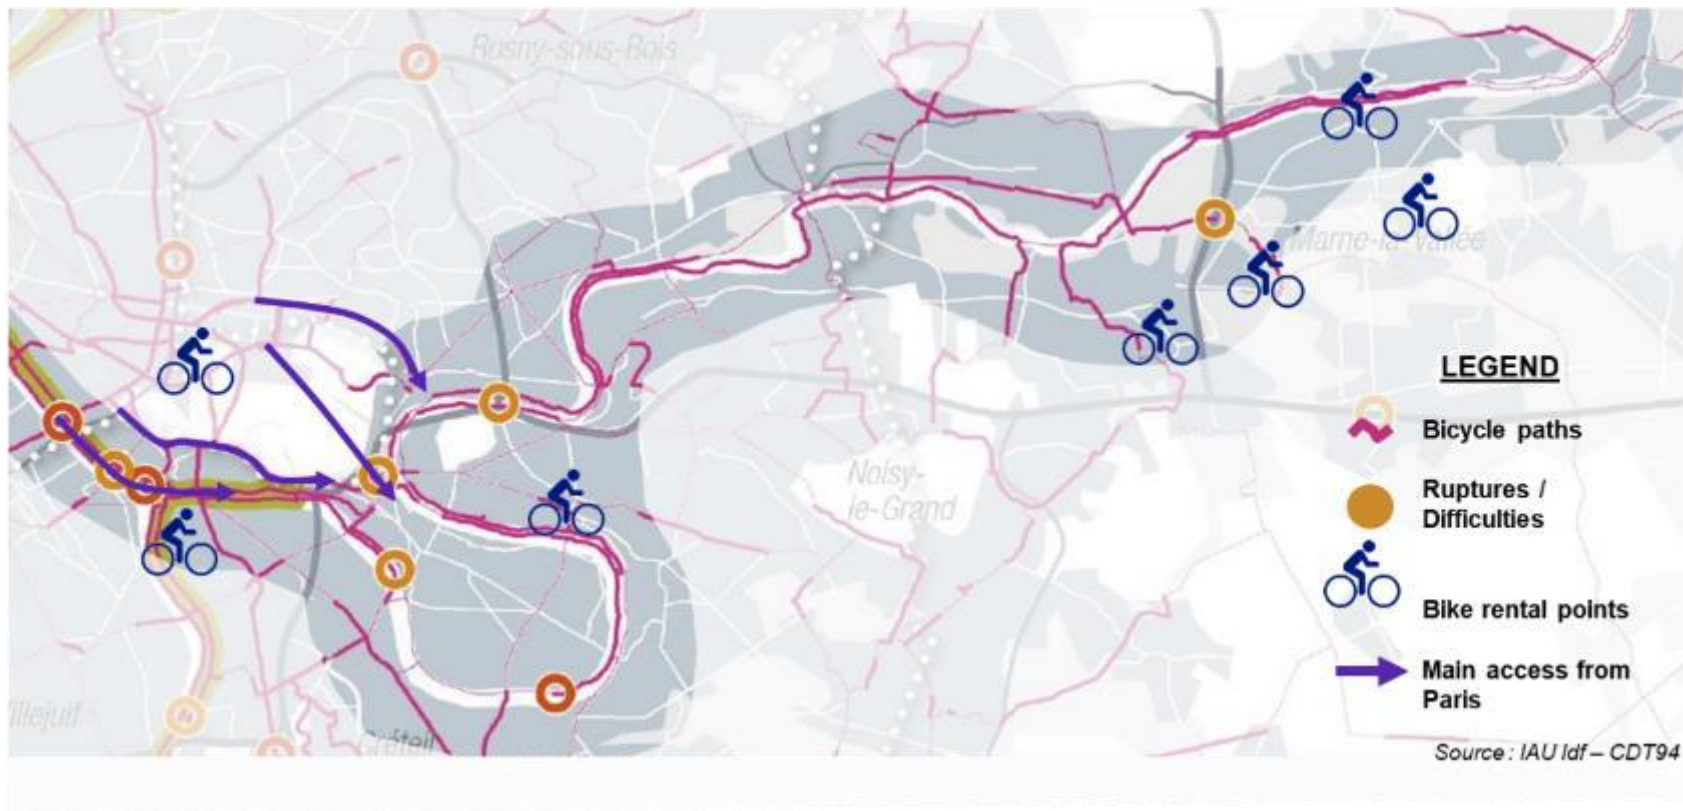 Rosny-sous-Bois
Marne-la-Vallée
Noisy-
le-Grand
Créteil
LEGEND
Bicycle paths
Ruptures /
Difficulties
Bike rental points
Main access from
Paris
Source : IAU Idf – CDT94